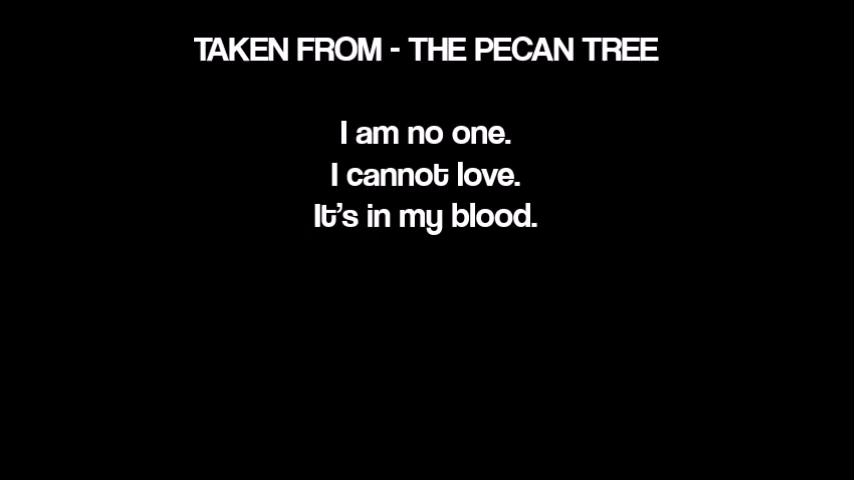 TAKEN FROM - THE PECAN TREE
I am no one.
I cannot love.
It's in my blood.